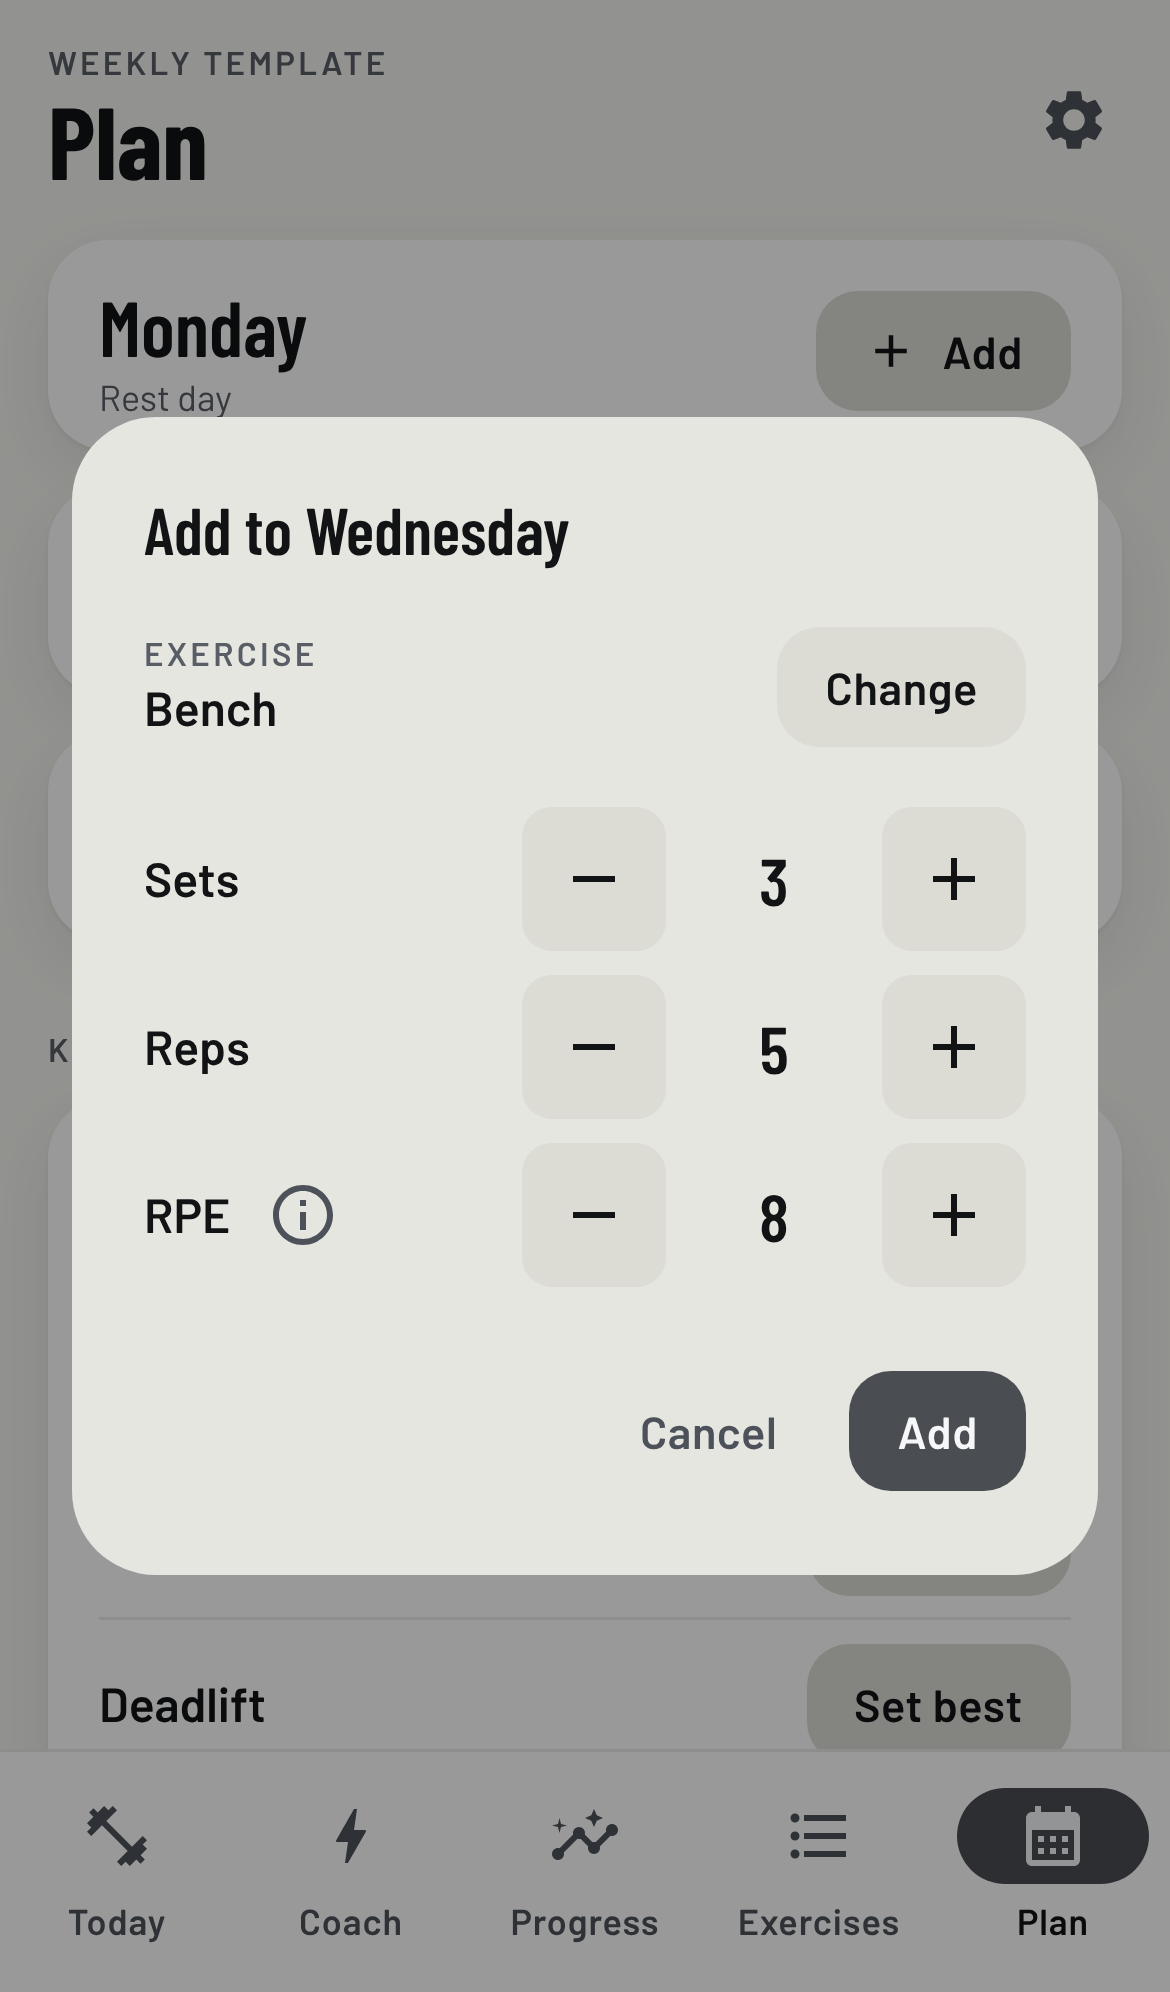 WEEKLY TEMPLATE
Plan
Monday
Rest day
+ Add
Add to Wednesday
EXERCISE
Bench
Change
Sets
3
Reps
5
RPE
8
Cancel
Add
K
Deadlift
Set best
Today
Coach
Progress
Exercises
Plan